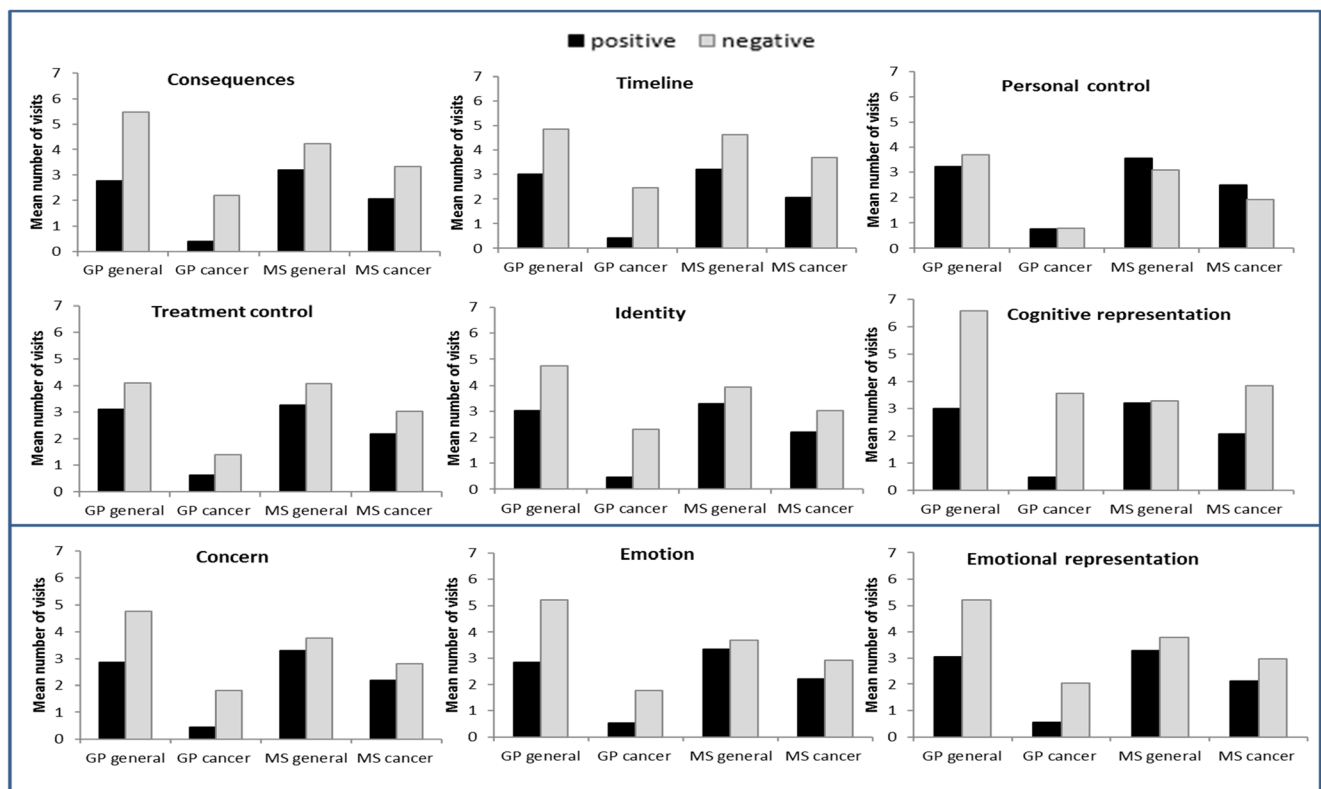 positive negative
Consequences
Mean number of visits
7
6
5
4
3
2
1
0
GP general GP cancer MS general MS cancer
Timeline
Mean number of visits
7
6
5
4
3
2
1
0
GP general GP cancer MS general MS cancer
Personal control
Mean number of visits
7
6
5
4
3
2
1
0
GP general GP cancer MS general MS cancer
Treatment control
Mean number of visits
7
6
5
4
3
2
1
0
GP general GP cancer MS general MS cancer
Identity
Mean number of visits
7
6
5
4
3
2
1
0
GP general GP cancer MS general MS cancer
Cognitive representation
Mean number of visits
7
6
5
4
3
2
1
0
GP general GP cancer MS general MS cancer
Concern
Mean number of visits
7
6
5
4
3
2
1
0
GP general GP cancer MS general MS cancer
Emotion
Mean number of visits
7
6
5
4
3
2
1
0
GP general GP cancer MS general MS cancer
Emotional representation
Mean number of visits
7
6
5
4
3
2
1
0
GP general GP cancer MS general MS cancer